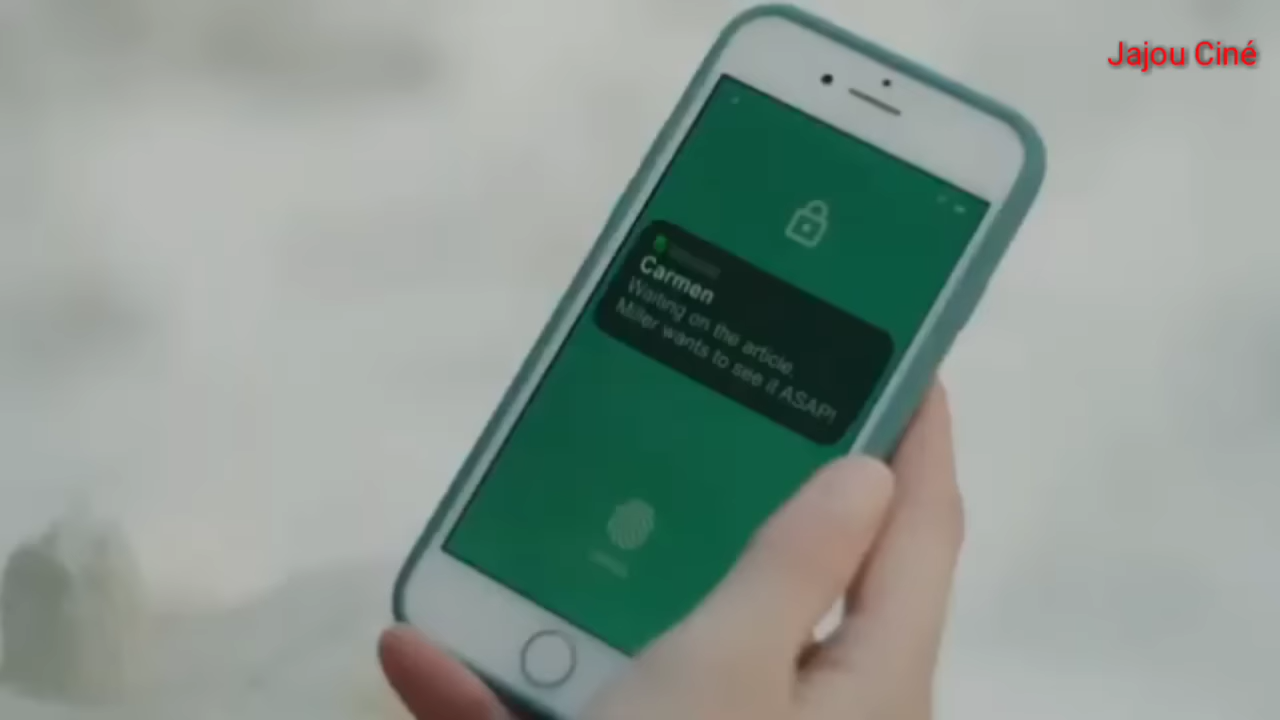 Jajou Ciné
Carmen
Waiting on the article.
Miller wants to see it ASAP!